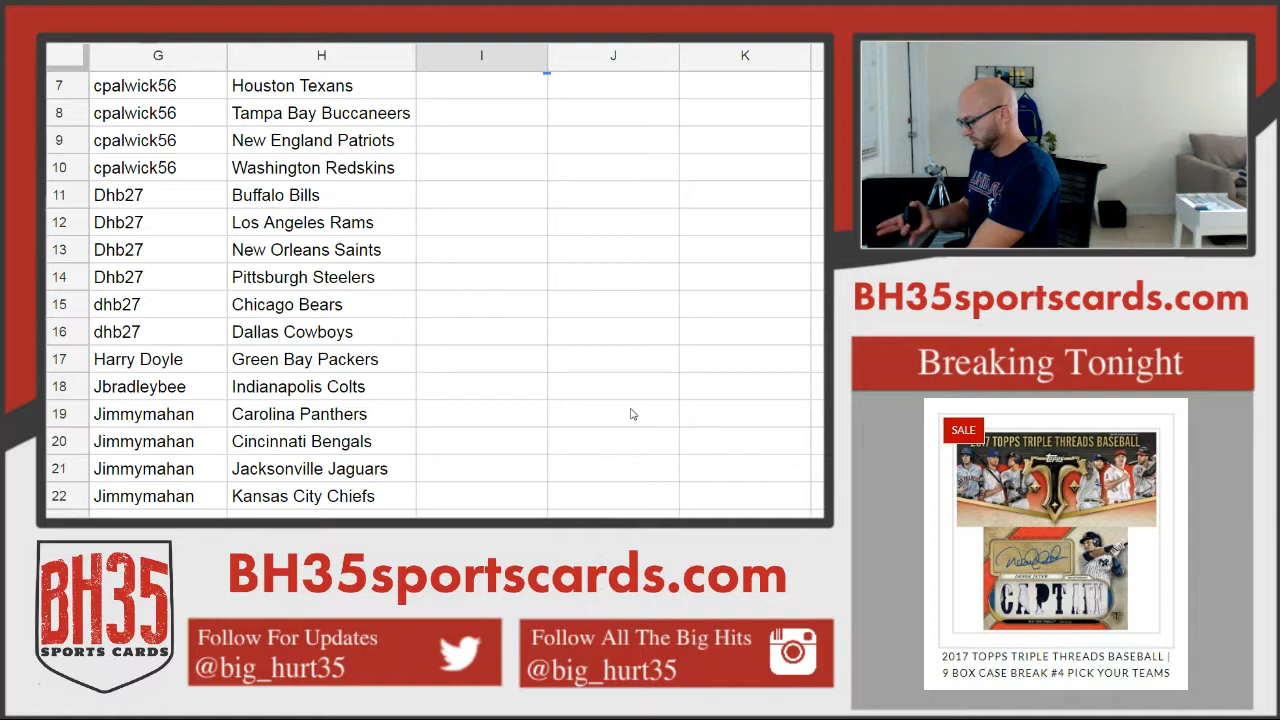 G H I J K
7 cpalwick56 Houston Texans
8 cpalwick56 Tampa Bay Buccaneers
9 cpalwick56 New England Patriots
10 cpalwick56 Washington Redskins
11 Dhb27 Buffalo Bills
12 Dhb27 Los Angeles Rams
13 Dhb27 New Orleans Saints
14 Dhb27 Pittsburgh Steelers
15 dhb27 Chicago Bears
16 dhb27 Dallas Cowboys
17 Harry Doyle Green Bay Packers
18 Jbradleybee Indianapolis Colts
19 Jimmymahan Carolina Panthers
20 Jimmymahan Cincinnati Bengals
21 Jimmymahan Jacksonville Jaguars
22 Jimmymahan Kansas City Chiefs
BH35sportscards.com
Breaking Tonight
SALE
2017 TOPPS TRIPLE THREADS BASEBALL
Topps
CAPTAIN
2017 TOPPS TRIPLE THREADS BASEBALL |
9 BOX CASE BREAK #4 PICK YOUR TEAMS
BH35
SPORTS CARDS
BH35sportscards.com
Follow For Updates
@big_hurt35
Follow All The Big Hits
@big_hurt35